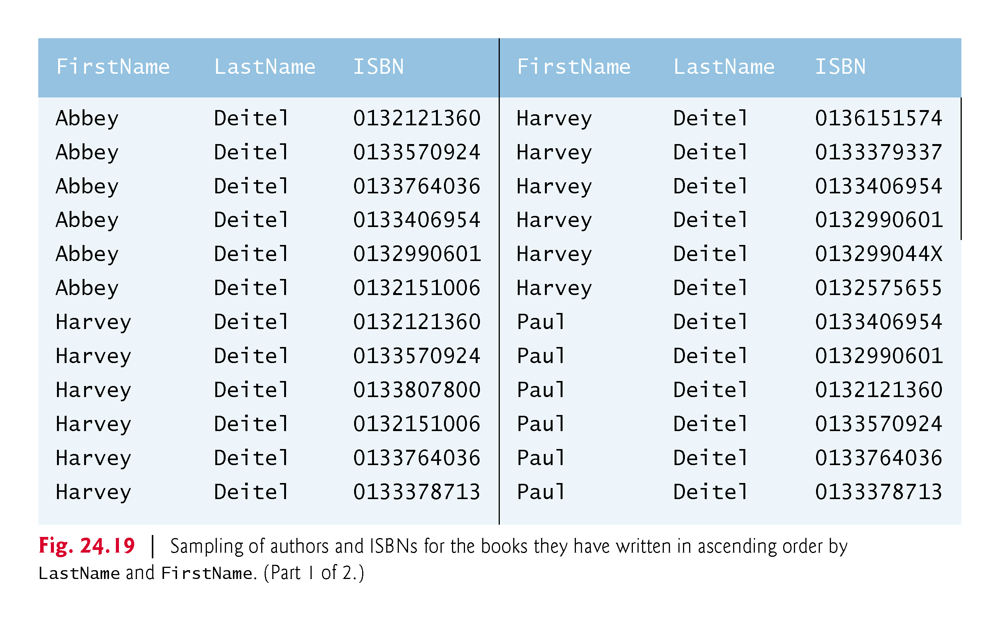 FirstName LastName ISBN FirstName LastName ISBN
Abbey Deitel 0132121360 Harvey Deitel 0136151574
Abbey Deitel 0133570924 Harvey Deitel 0133379337
Abbey Deitel 0133764036 Harvey Deitel 0133406954
Abbey Deitel 0133406954 Harvey Deitel 0132990601
Abbey Deitel 0132990601 Harvey Deitel 013299044X
Abbey Deitel 0132151006 Harvey Deitel 0132575655
Harvey Deitel 0132121360 Paul Deitel 0133406954
Harvey Deitel 0133570924 Paul Deitel 0132990601
Harvey Deitel 0133807800 Paul Deitel 0132121360
Harvey Deitel 0132151006 Paul Deitel 0133570924
Harvey Deitel 0133764036 Paul Deitel 0133764036
Harvey Deitel 0133378713 Paul Deitel 0133378713
Fig. 24.19 | Sampling of authors and ISBNs for the books they have written in ascending order by
LastName and FirstName. (Part 1 of 2.)